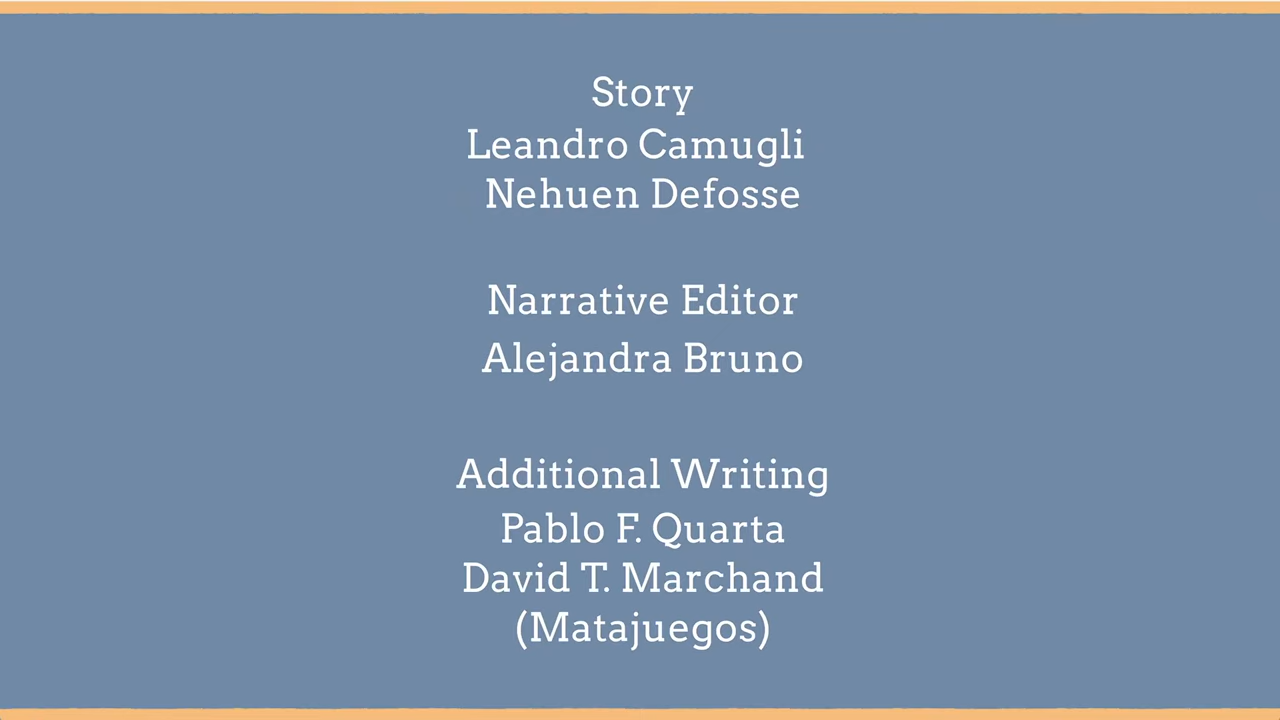 Story
Leandro Camugli
Nehuen Defosse
Narrative Editor
Alejandra Bruno
Additional Writing
Pablo F. Quarta
David T. Marchand
(Matajuegos)